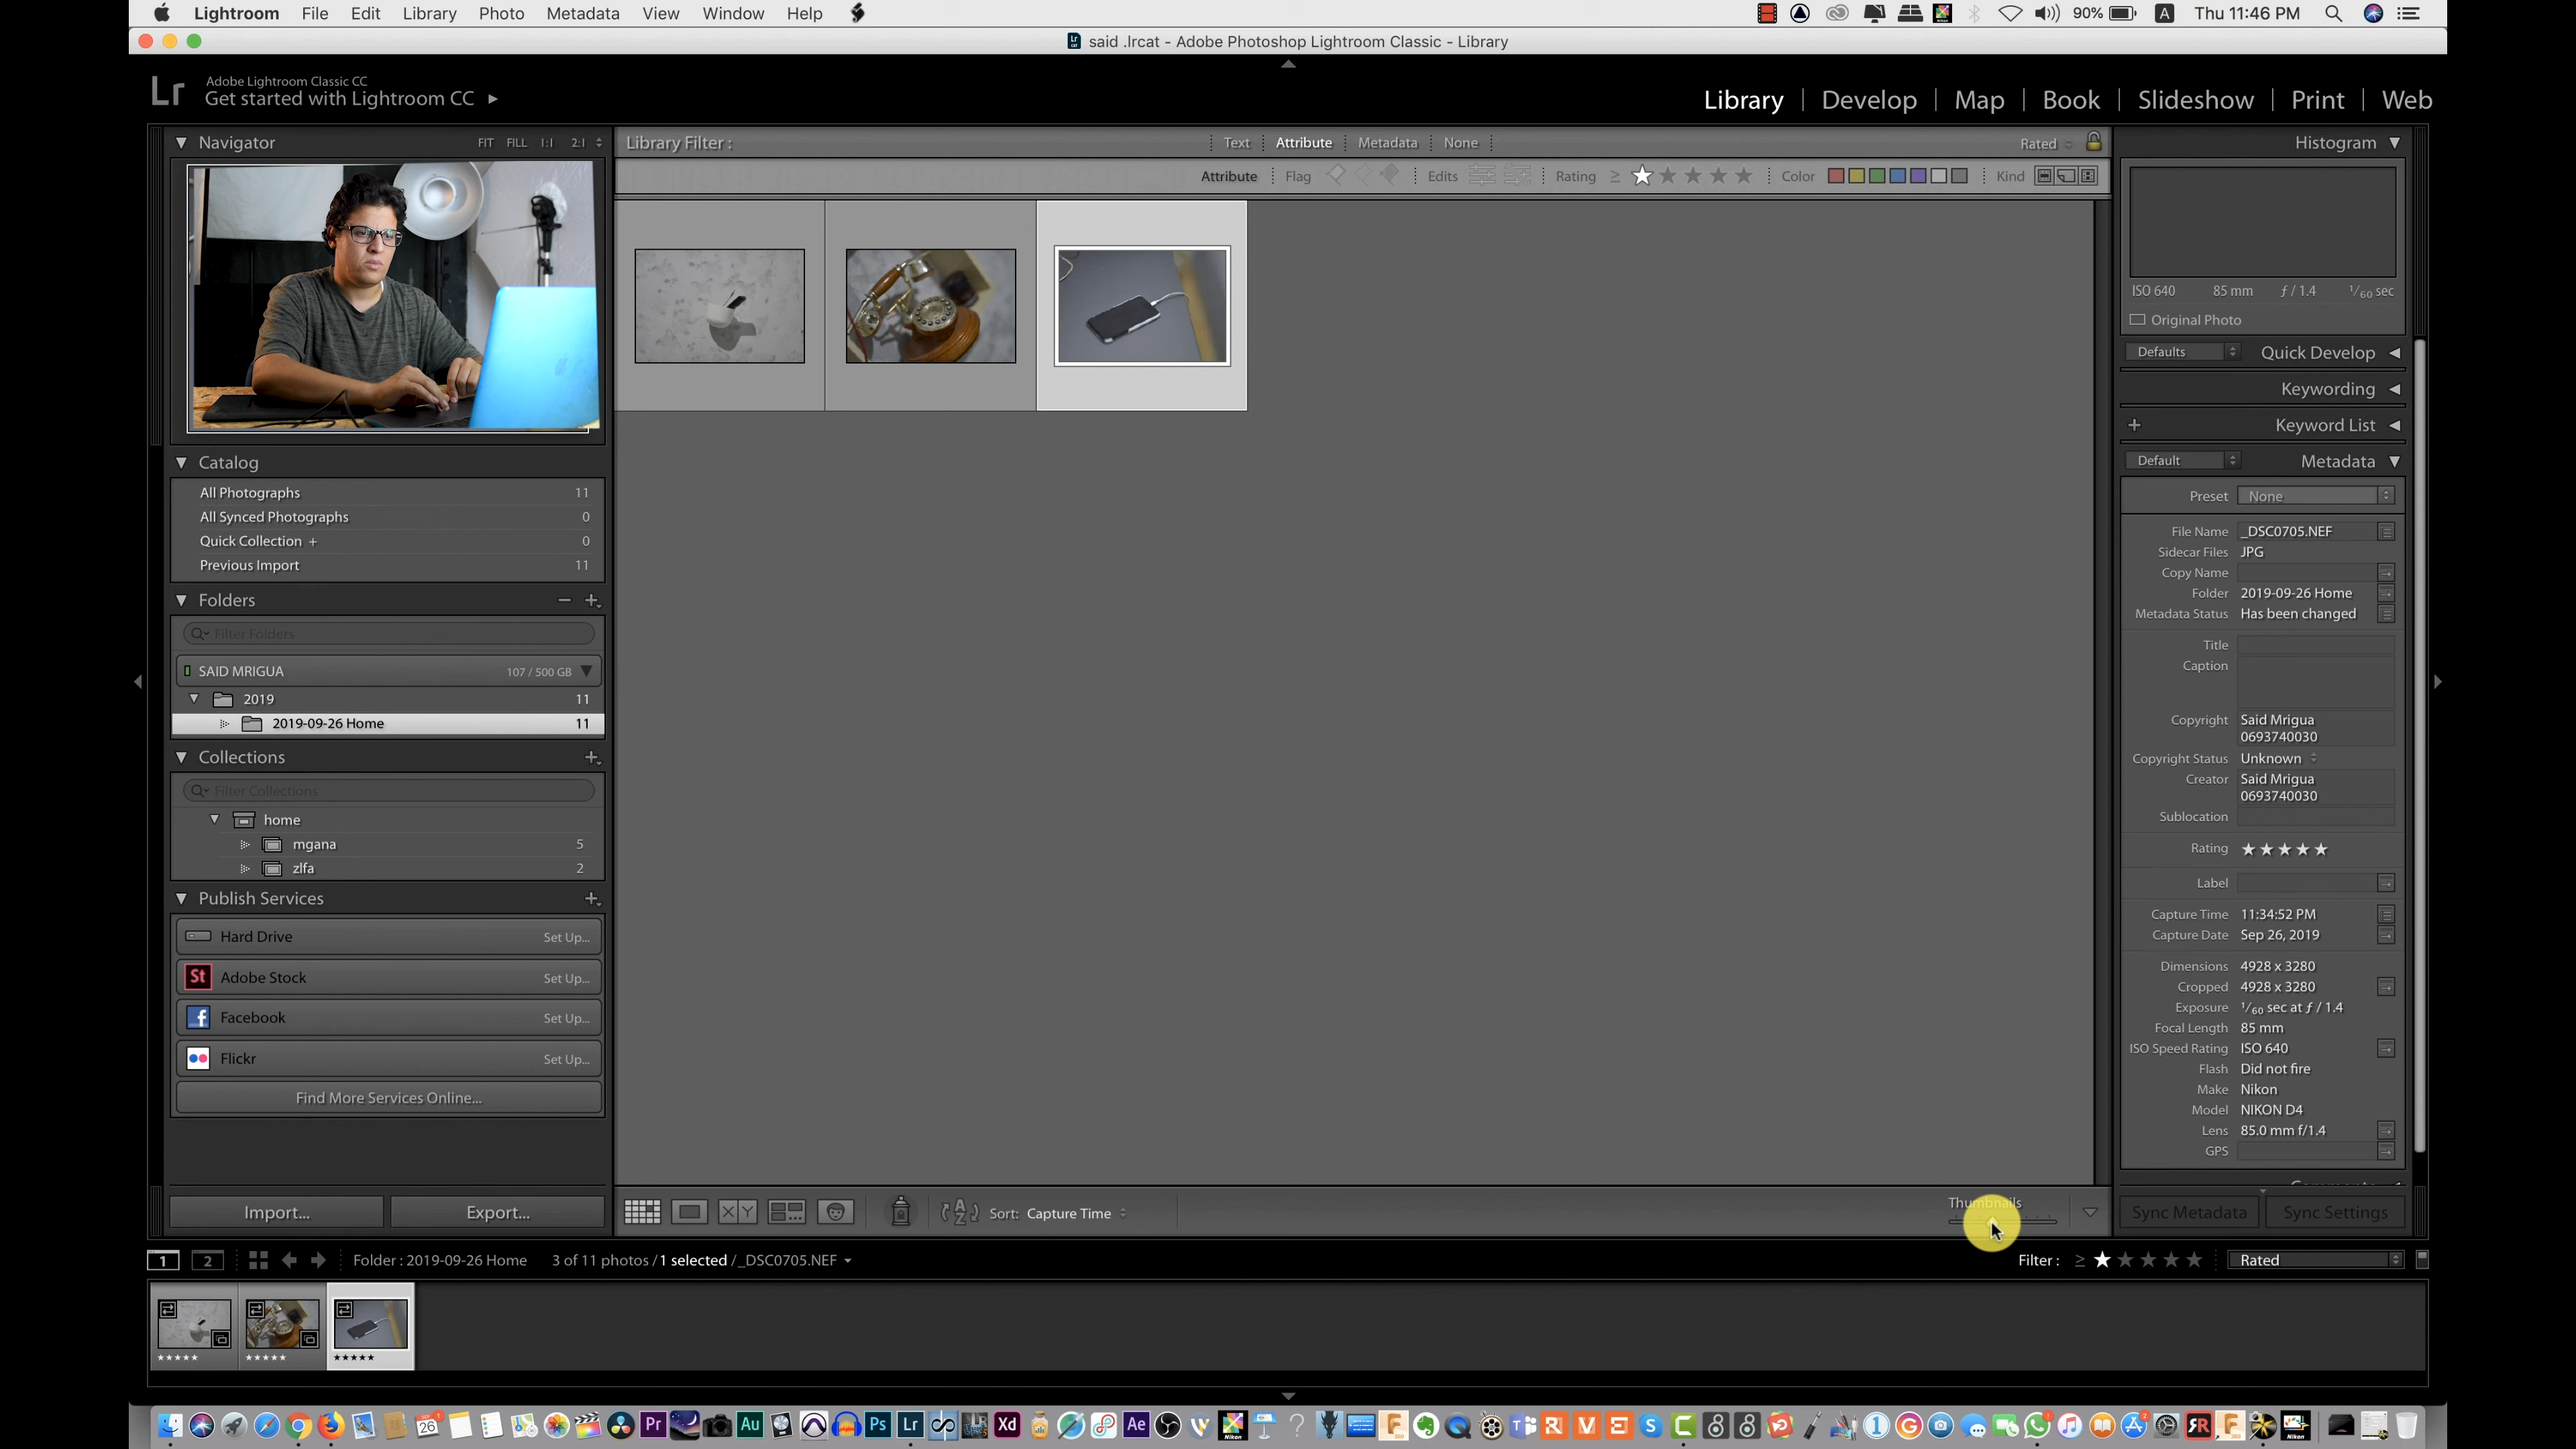 Lightroom File Edit Library Photo Metadata View Window Help
90% A Thu 11:46 PM
said .lrcat - Adobe Photoshop Lightroom Classic - Library
Lr Adobe Lightroom Classic CC
Get started with Lightroom CC
Library | Develop | Map | Book | Slideshow | Print | Web
Navigator FIT FILL 1:1 2:1
Library Filter : Text Attribute Metadata None Rated
Attribute Flag Edits Rating ≥ Color Kind
Histogram
ISO 640 85 mm ƒ / 1.4 1/60 sec
Original Photo
Defaults Quick Develop
Keywording
Keyword List
Default Metadata
Preset None
File Name _DSC0705.NEF
Sidecar Files JPG
Copy Name
Folder 2019-09-26 Home
Metadata Status Has been changed
Title
Caption
Copyright Said Mrigua
0693740030
Copyright Status Unknown
Creator Said Mrigua
0693740030
Sublocation
Rating ★★★★★
Label
Capture Time 11:34:52 PM
Capture Date Sep 26, 2019
Dimensions 4928 x 3280
Cropped 4928 x 3280
Exposure 1/60 sec at ƒ / 1.4
Focal Length 85 mm
ISO Speed Rating ISO 640
Flash Did not fire
Make Nikon
Model NIKON D4
Lens 85.0 mm f/1.4
GPS
Sync Metadata Sync Settings
Catalog
All Photographs 11
All Synced Photographs 0
Quick Collection + 0
Previous Import 11
Folders
Filter Folders
SAID MRIGUA 107 / 500 GB
2019 11
2019-09-26 Home 11
Collections
Filter Collections
home
mgana 5
zlfa 2
Publish Services
Hard Drive Set Up...
St Adobe Stock Set Up...
f Facebook Set Up...
Flickr Set Up...
Find More Services Online...
Import... Export...
X Y Sort: Capture Time Thumbnails
1 2 Folder : 2019-09-26 Home 3 of 11 photos / 1 selected / _DSC0705.NEF Filter : ≥ Rated
★★★★★ ★★★★★ ★★★★★
26 Pr Au Ps Lr Xd Ae